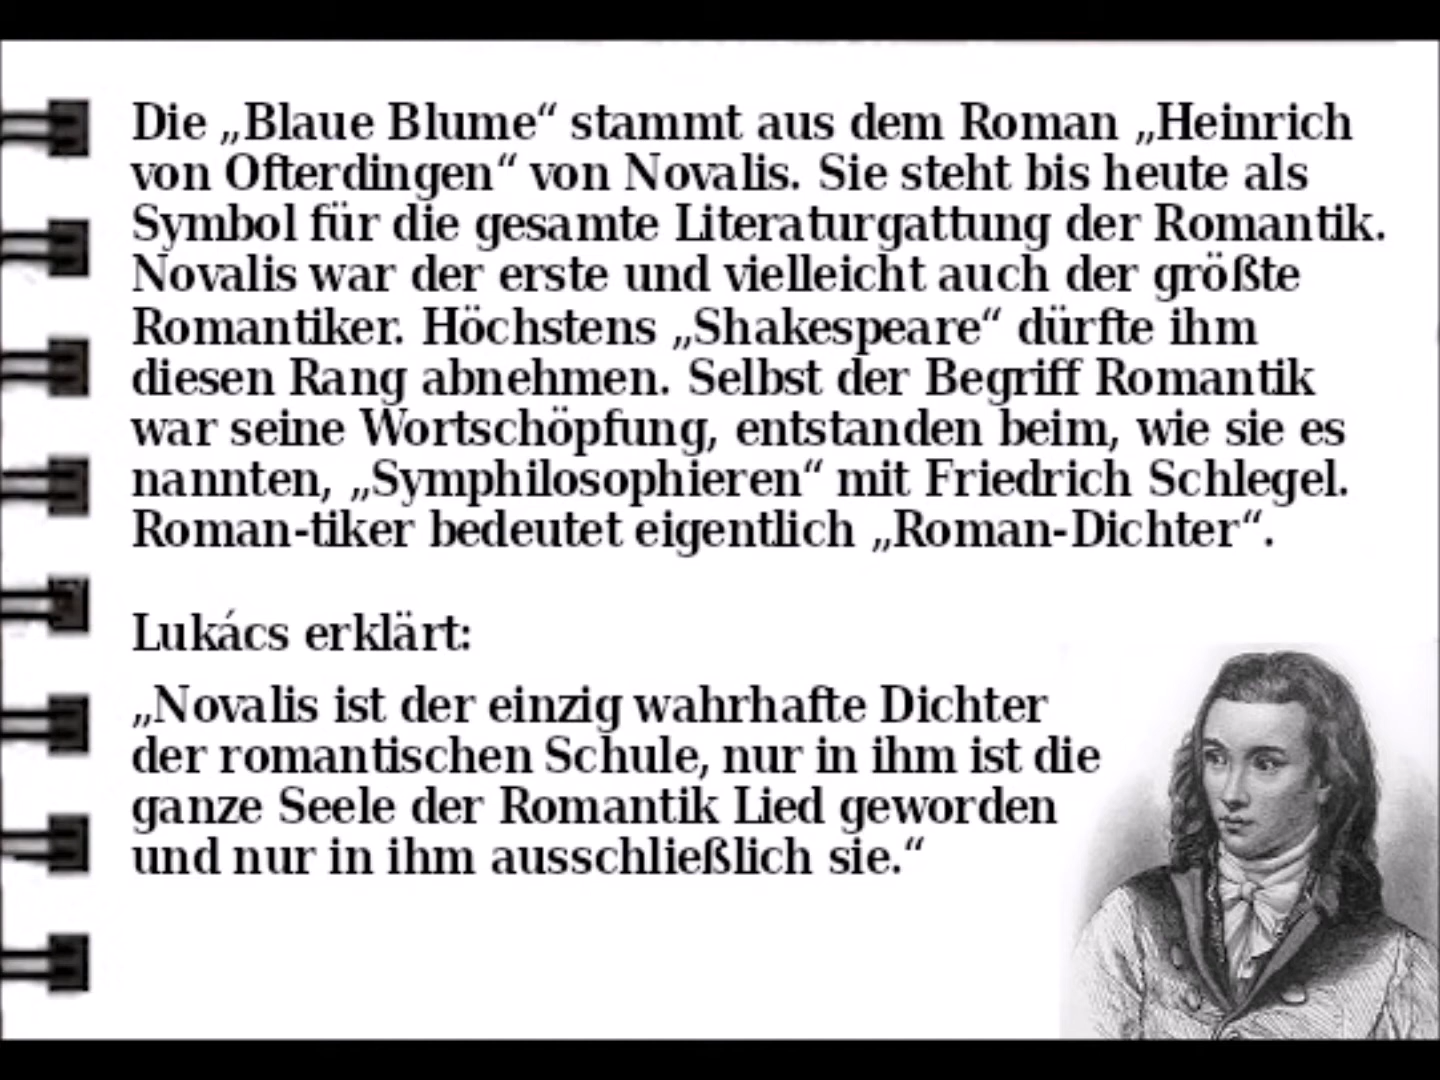 Die „Blaue Blume“ stammt aus dem Roman „Heinrich
von Ofterdingen“ von Novalis. Sie steht bis heute als
Symbol für die gesamte Literaturgattung der Romantik.
Novalis war der erste und vielleicht auch der größte
Romantiker. Höchstens „Shakespeare“ dürfte ihm
diesen Rang abnehmen. Selbst der Begriff Romantik
war seine Wortschöpfung, entstanden beim, wie sie es
nannten, „Symphilosophieren“ mit Friedrich Schlegel.
Roman-tiker bedeutet eigentlich „Roman-Dichter“.
Lukács erklärt:
„Novalis ist der einzig wahrhafte Dichter
der romantischen Schule, nur in ihm ist die
ganze Seele der Romantik Lied geworden
und nur in ihm ausschließlich sie.“